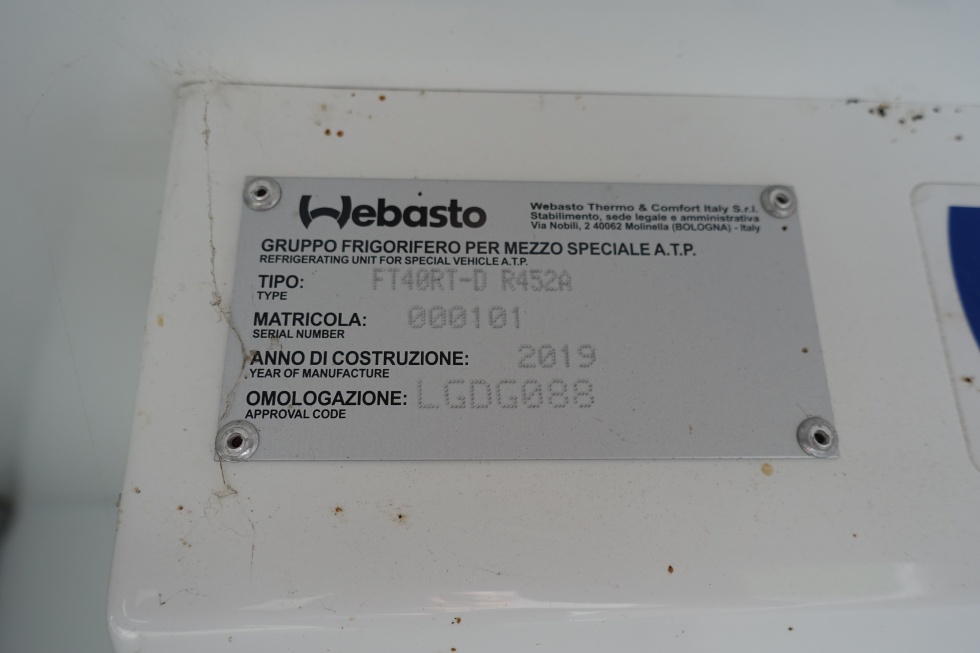 Webasto
Webasto Thermo & Comfort Italy S.r.l.
Stabilimento, sede legale e amministrativa
Via Nobili, 2 40062 Molinella (BOLOGNA) - Italy
GRUPPO FRIGORIFERO PER MEZZO SPECIALE A.T.P.
REFRIGERATING UNIT FOR SPECIAL VEHICLE A.T.P.
TIPO: FT40RT-D R452A
TYPE
MATRICOLA: 000101
SERIAL NUMBER
ANNO DI COSTRUZIONE: 2019
YEAR OF MANUFACTURE
OMOLOGAZIONE: LGDG088
APPROVAL CODE